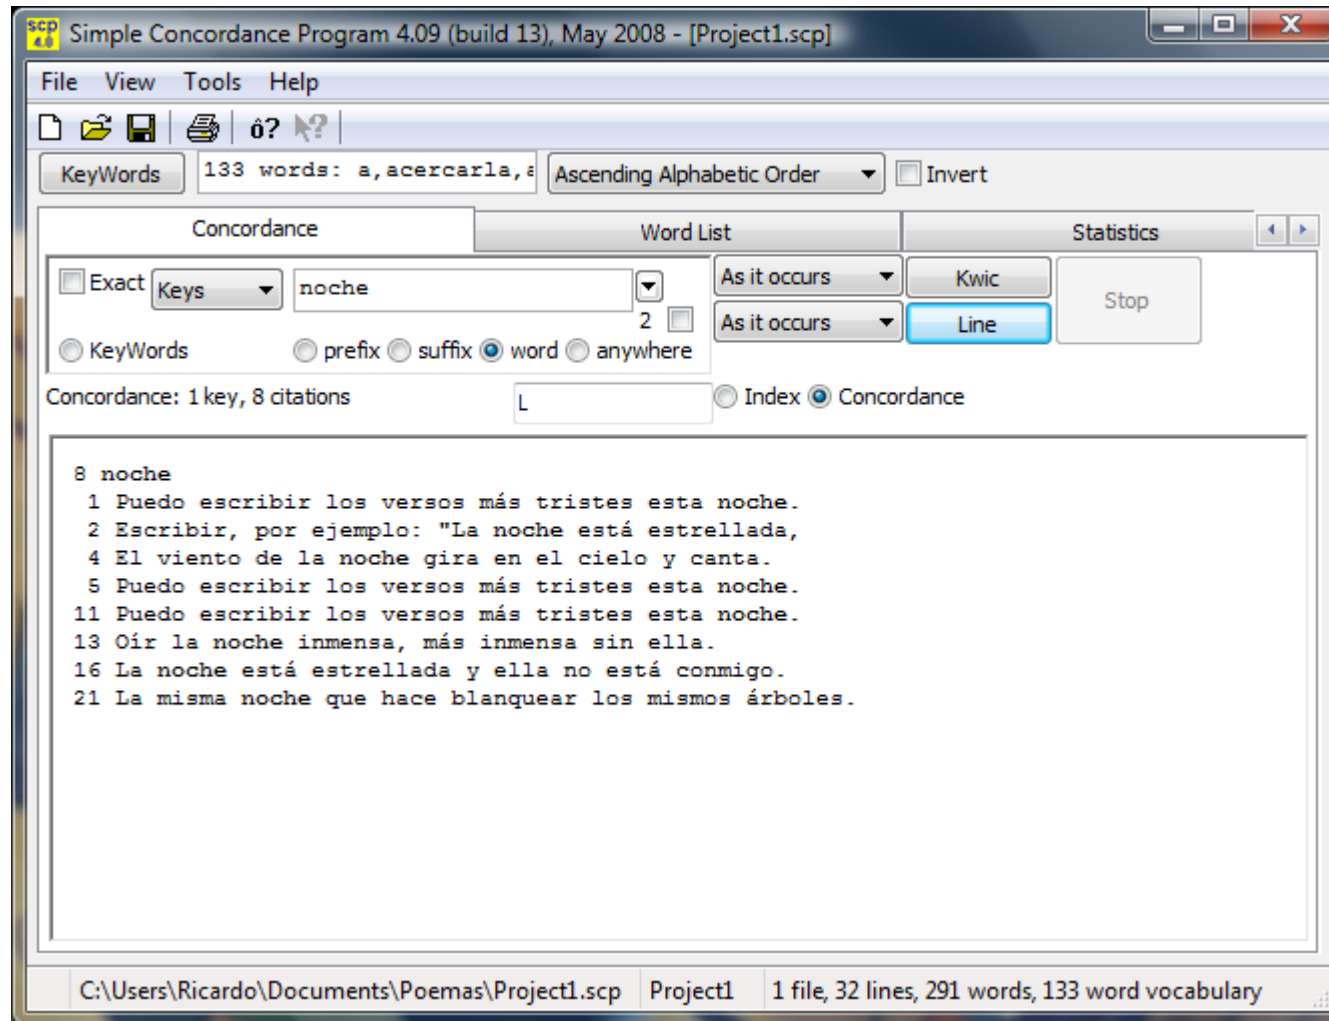 scp 4.0 Simple Concordance Program 4.09 (build 13), May 2008 - [Project1.scp]
File View Tools Help
ô? ?
KeyWords 133 words: a,acercarla, Ascending Alphabetic Order Invert
Concordance Word List Statistics
Exact Keys noche As it occurs Kwic Stop
2 As it occurs Line
KeyWords prefix suffix word anywhere
Concordance: 1 key, 8 citations L Index Concordance
8 noche
1 Puedo escribir los versos más tristes esta noche.
2 Escribir, por ejemplo: "La noche está estrellada,
4 El viento de la noche gira en el cielo y canta.
5 Puedo escribir los versos más tristes esta noche.
11 Puedo escribir los versos más tristes esta noche.
13 Oír la noche inmensa, más inmensa sin ella.
16 La noche está estrellada y ella no está conmigo.
21 La misma noche que hace blanquear los mismos árboles.
C:\Users\Ricardo\Documents\Poemas\Project1.scp Project1 1 file, 32 lines, 291 words, 133 word vocabulary